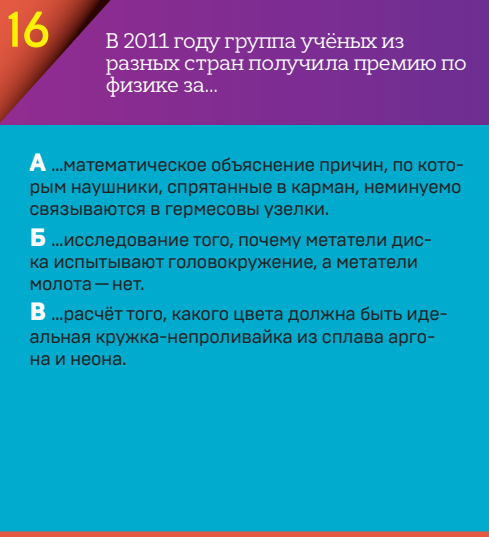 16
В 2011 году группа учёных из
разных стран получила премию по
физике за...
А ...математическое объяснение причин, по кото-
рым наушники, спрятанные в карман, неминуемо
связываются в гермесовы узелки.
Б ...исследование того, почему метатели дис-
ка испытывают головокружение, а метатели
молота — нет.
В ...расчёт того, какого цвета должна быть иде-
альная кружка-непроливайка из сплава арго-
на и неона.